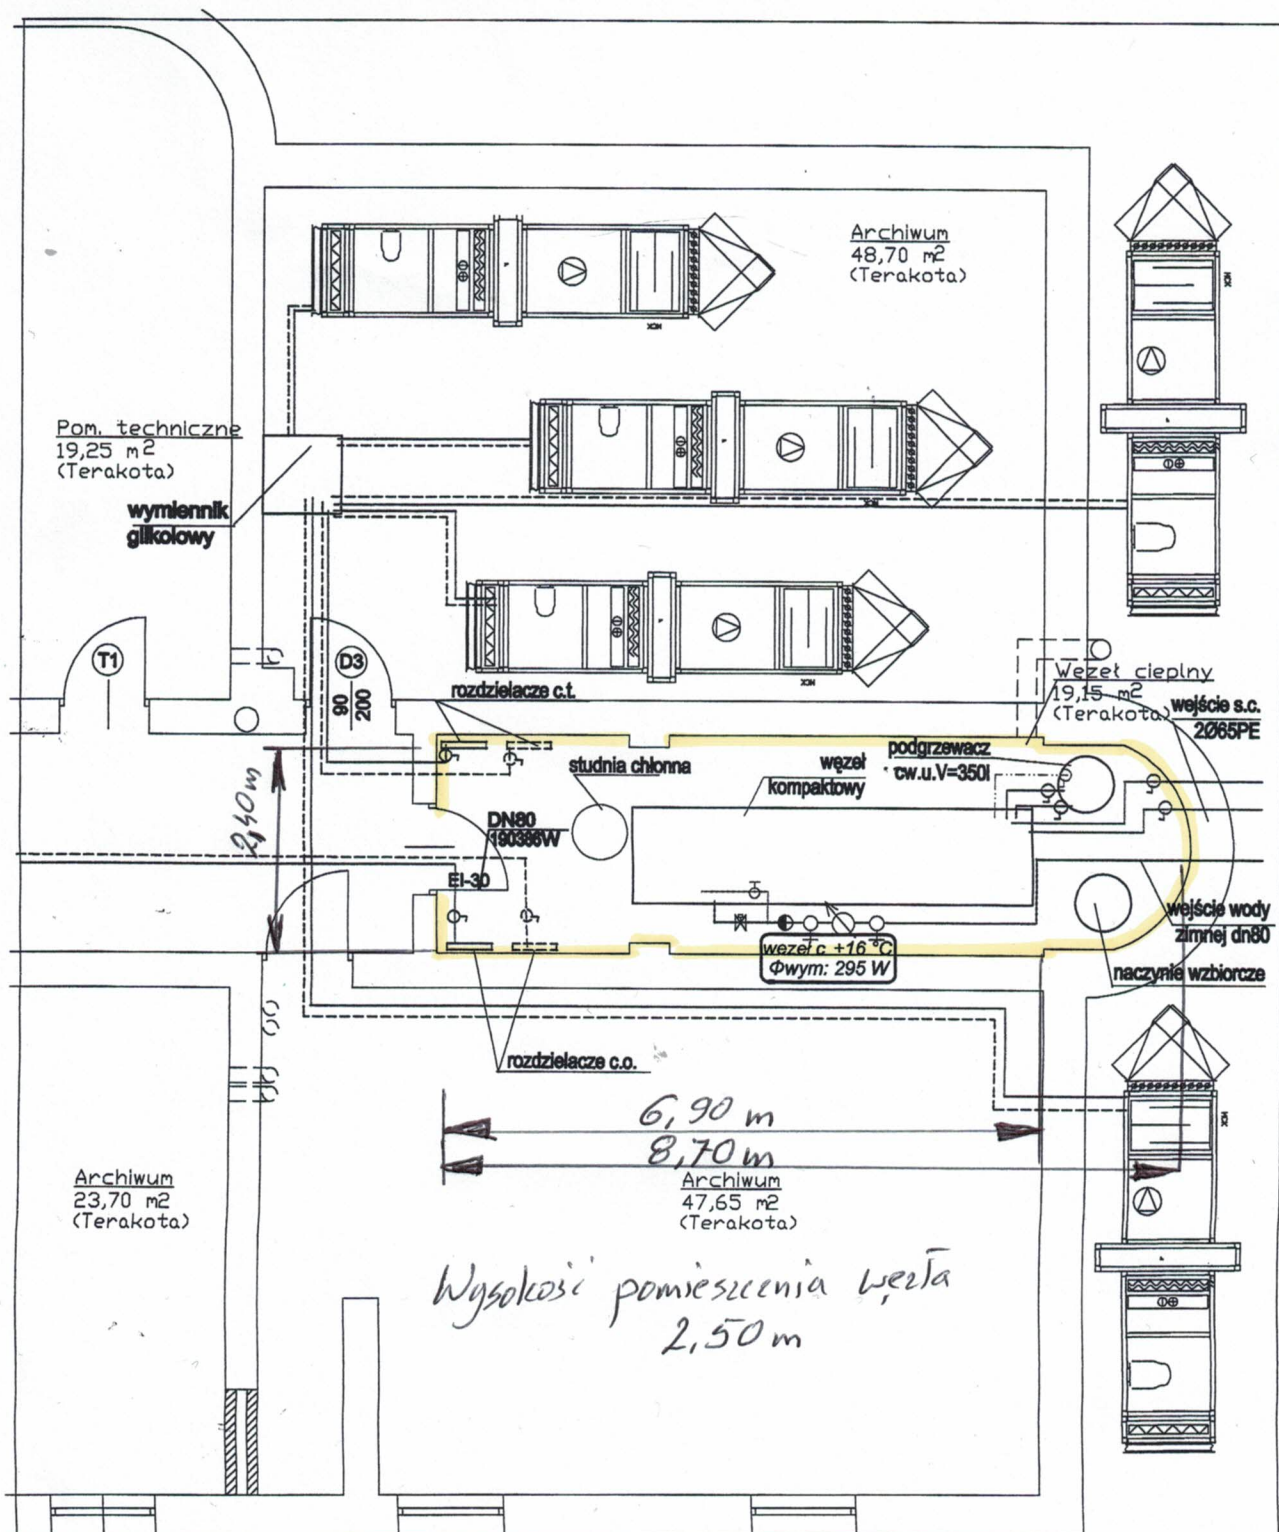 Archiwum
48,70 m2
(Terakota)
Pom. techniczne
19,25 m2
(Terakota)
wymiennik
glikolowy
T1
D3
90
200
rozdzielacze c.t.
Węzeł cieplny
19,15 m2
(Terakota)
wejście s.c.
2Ø65PE
studnia chłonna
węzeł
kompaktowy
podgrzewacz
cw.u.V=350l
2,40m
DN80
190386W
EI-30
wejście wody
zimnej dn80
węzeł c +16 °C
Φwym: 295 W
naczynie wzbiorcze
rozdzielacze c.o.
6,90 m
8,70 m
Archiwum
23,70 m2
(Terakota)
Archiwum
47,65 m2
(Terakota)
Wysokość pomieszczenia węzła
2,50 m